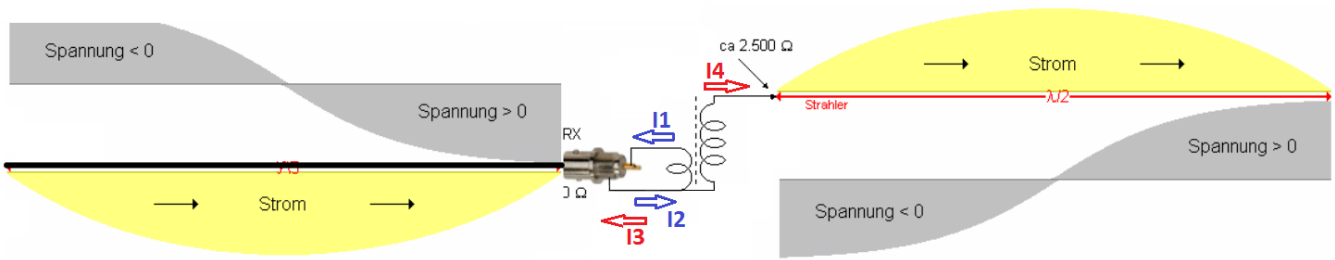 Spannung < 0
Spannung > 0
Strom
RX
0 Ω
I1
I2
I3
I4
ca 2.500 Ω
Strom
Strahler
λ/2
Spannung > 0
Spannung < 0